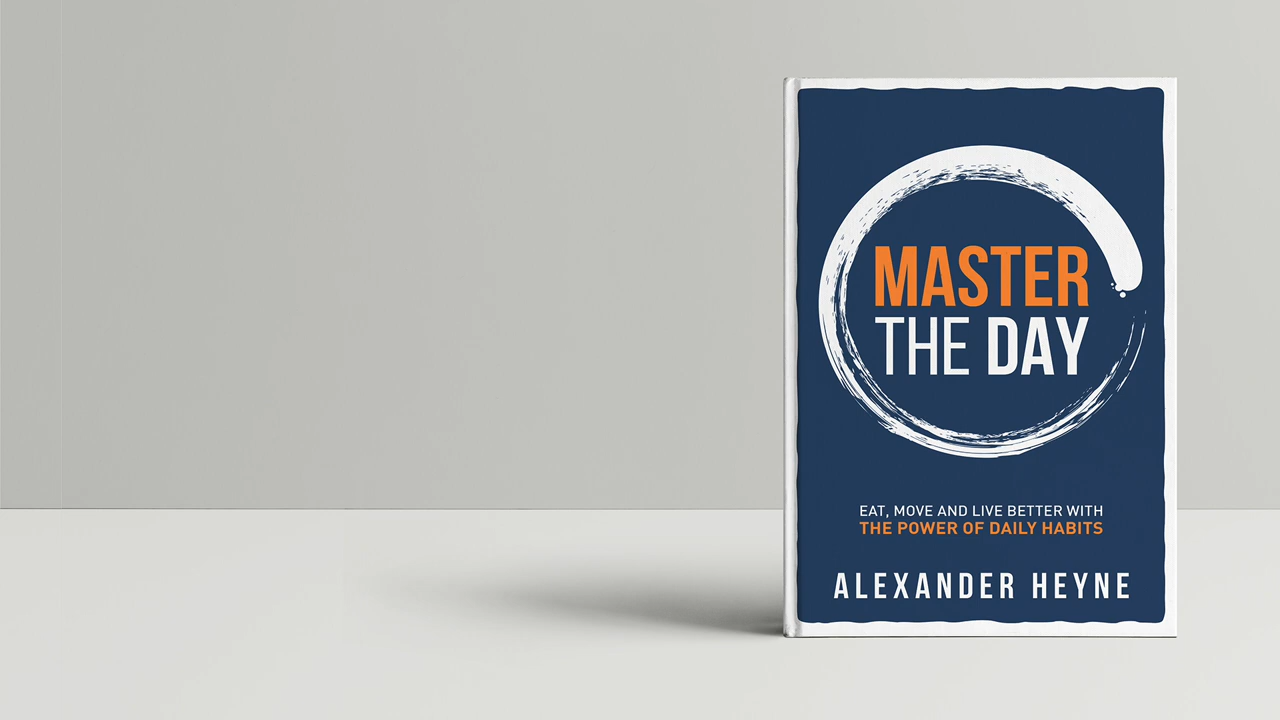 MASTER
THE DAY
EAT, MOVE AND LIVE BETTER WITH
THE POWER OF DAILY HABITS
ALEXANDER HEYNE